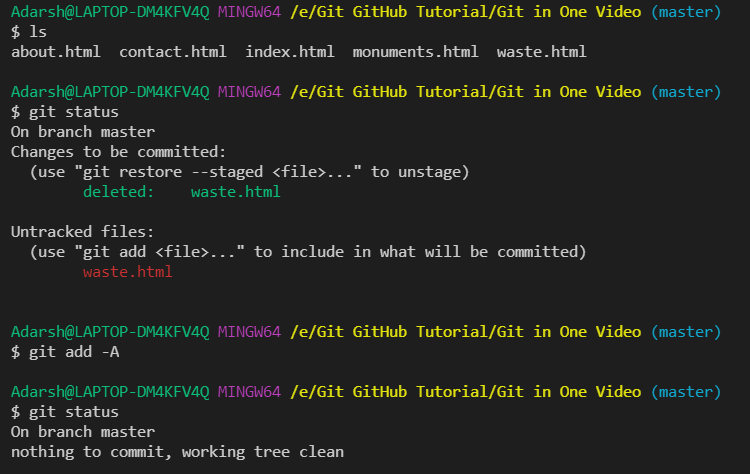 Adarsh@LAPTOP-DM4KFV4Q MINGW64 /e/Git GitHub Tutorial/Git in One Video (master)
$ ls
about.html  contact.html  index.html  monuments.html  waste.html

Adarsh@LAPTOP-DM4KFV4Q MINGW64 /e/Git GitHub Tutorial/Git in One Video (master)
$ git status
On branch master
Changes to be committed:
  (use "git restore --staged <file>..." to unstage)
        deleted:    waste.html

Untracked files:
  (use "git add <file>..." to include in what will be committed)
        waste.html


Adarsh@LAPTOP-DM4KFV4Q MINGW64 /e/Git GitHub Tutorial/Git in One Video (master)
$ git add -A

Adarsh@LAPTOP-DM4KFV4Q MINGW64 /e/Git GitHub Tutorial/Git in One Video (master)
$ git status
On branch master
nothing to commit, working tree clean